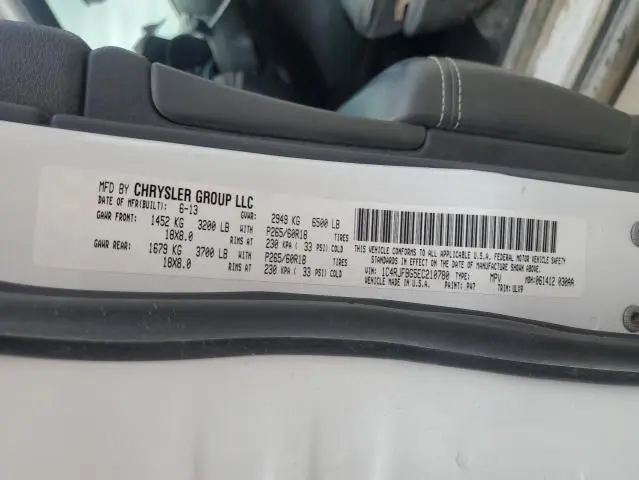 MFD BY CHRYSLER GROUP LLC
DATE OF MFR(BUILT): 6-13 GVWR: 2949 KG 6500 LB
GAWR FRONT: 1452 KG 3200 LB WITH P265/60R18 TIRES
18X8.0 RIMS AT 230 KPA ( 33 PSI) COLD
GAWR REAR: 1679 KG 3700 LB WITH P265/60R18 TIRES
18X8.0 RIMS AT 230 KPA ( 33 PSI) COLD
THIS VEHICLE CONFORMS TO ALL APPLICABLE U.S.A. FEDERAL MOTOR VEHICLE SAFETY
STANDARDS IN EFFECT ON THE DATE OF MANUFACTURE SHOWN ABOVE.
VIN: 1C4RJFBG5EC210780 TYPE: MPV MDH:061412 030AA
VEHICLE MADE IN U.S.A. PAINT: PW7 TRIM: ULX9